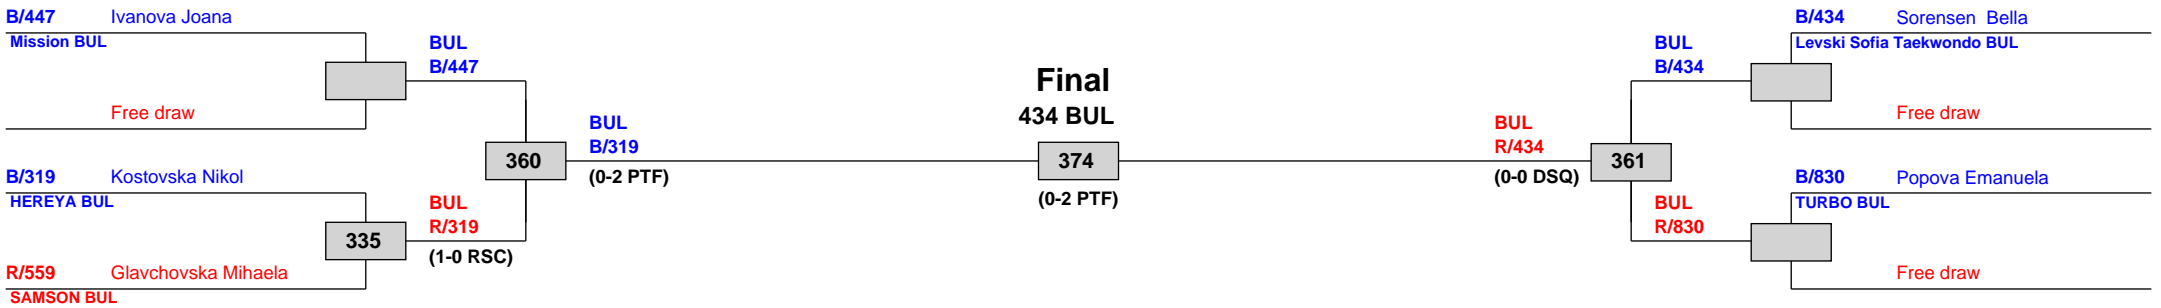 B/447 Ivanova Joana
Mission BUL
Free draw
BUL
B/447
B/319 Kostovska Nikol
HEREYA BUL
335
R/559 Glavchovska Mihaela
SAMSON BUL
BUL
R/319
(1-0 RSC)
360
BUL
B/319
(0-2 PTF)
Final
434 BUL
374
(0-2 PTF)
BUL
R/434
(0-0 DSQ)
361
BUL
B/434
BUL
R/830
B/434 Sorensen Bella
Levski Sofia Taekwondo BUL
Free draw
B/830 Popova Emanuela
TURBO BUL
Free draw